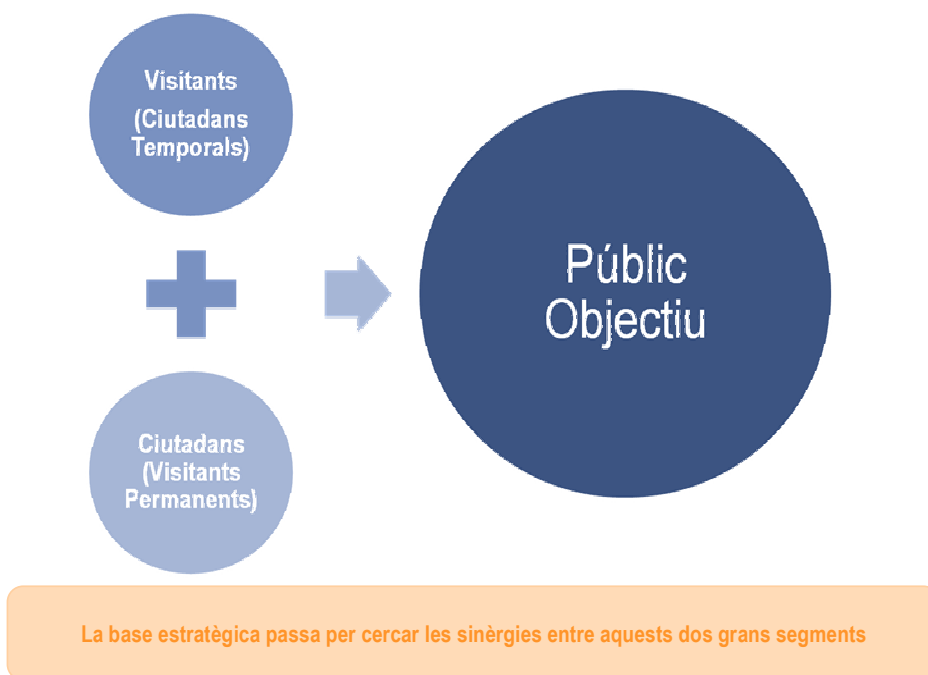 Visitants
(Ciutadans
Temporals)
Públic
Objectiu
Ciutadans
(Visitants
Permanents)
La base estratègica passa per cercar les sinèrgies entre aquests dos grans segments